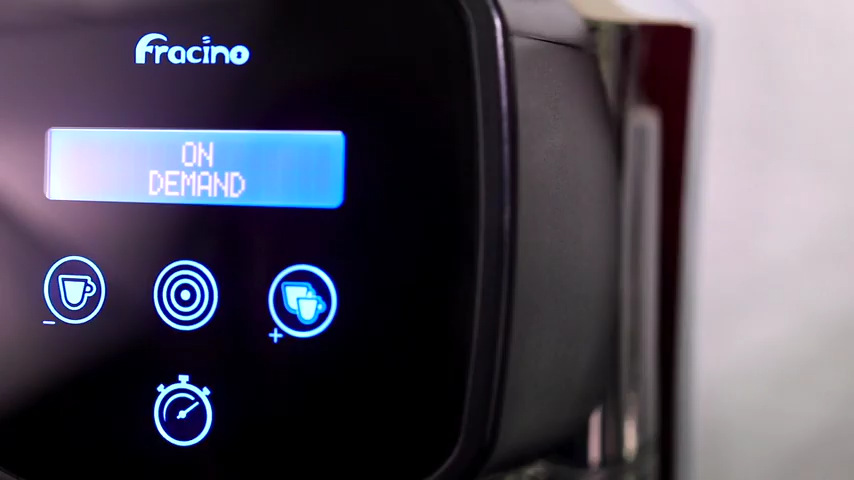 Fracino
ON
DEMAND
-
+